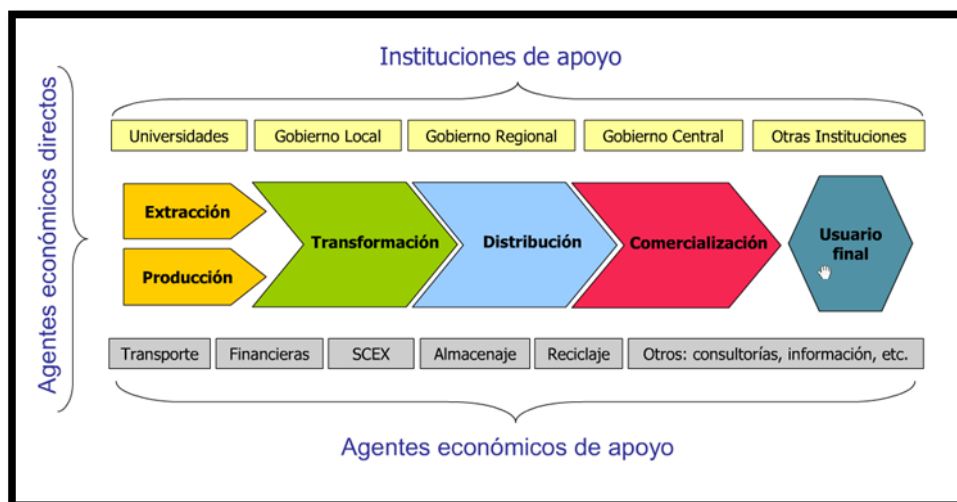 Instituciones de apoyo
Agentes económicos directos
Universidades
Gobierno Local
Gobierno Regional
Gobierno Central
Otras Instituciones
Extracción
Producción
Transformación
Distribución
Comercialización
Usuario
final
Transporte
Financieras
SCEX
Almacenaje
Reciclaje
Otros: consultorías, información, etc.
Agentes económicos de apoyo